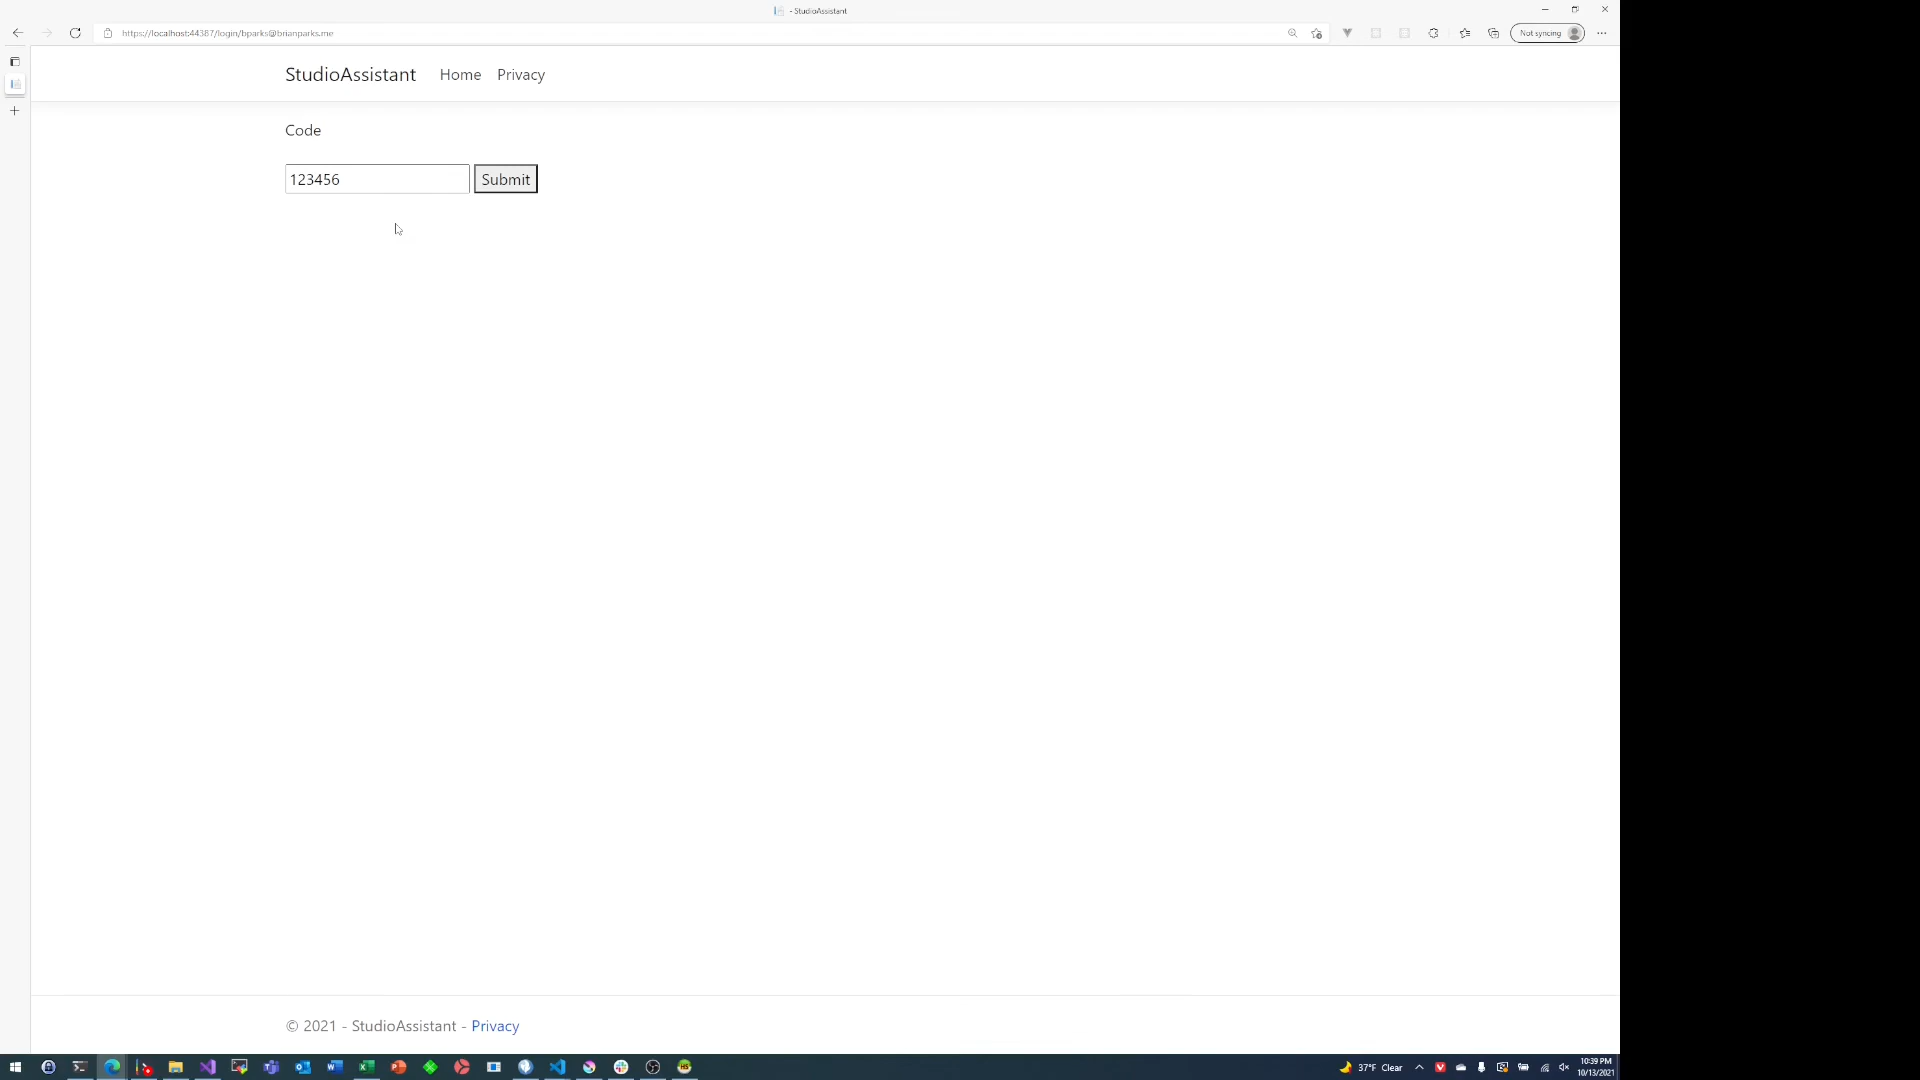 - StudioAssistant
https://localhost:44387/login/bparks@brianparks.me
Not syncing
StudioAssistant Home Privacy
Code
123456 Submit
© 2021 - StudioAssistant - Privacy
37°F Clear
10:39 PM
10/13/2021